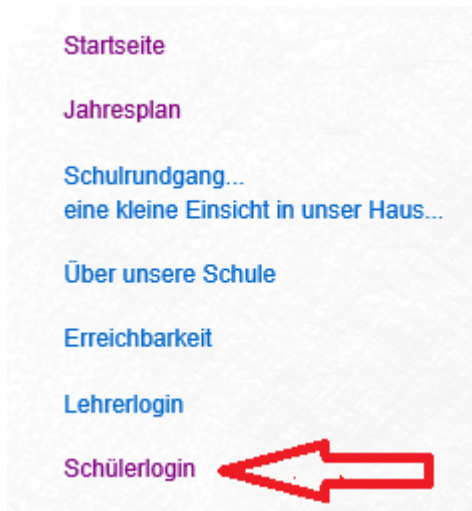 Startseite
Jahresplan
Schulrundgang...
eine kleine Einsicht in unser Haus...
Über unsere Schule
Erreichbarkeit
Lehrerlogin
Schülerlogin